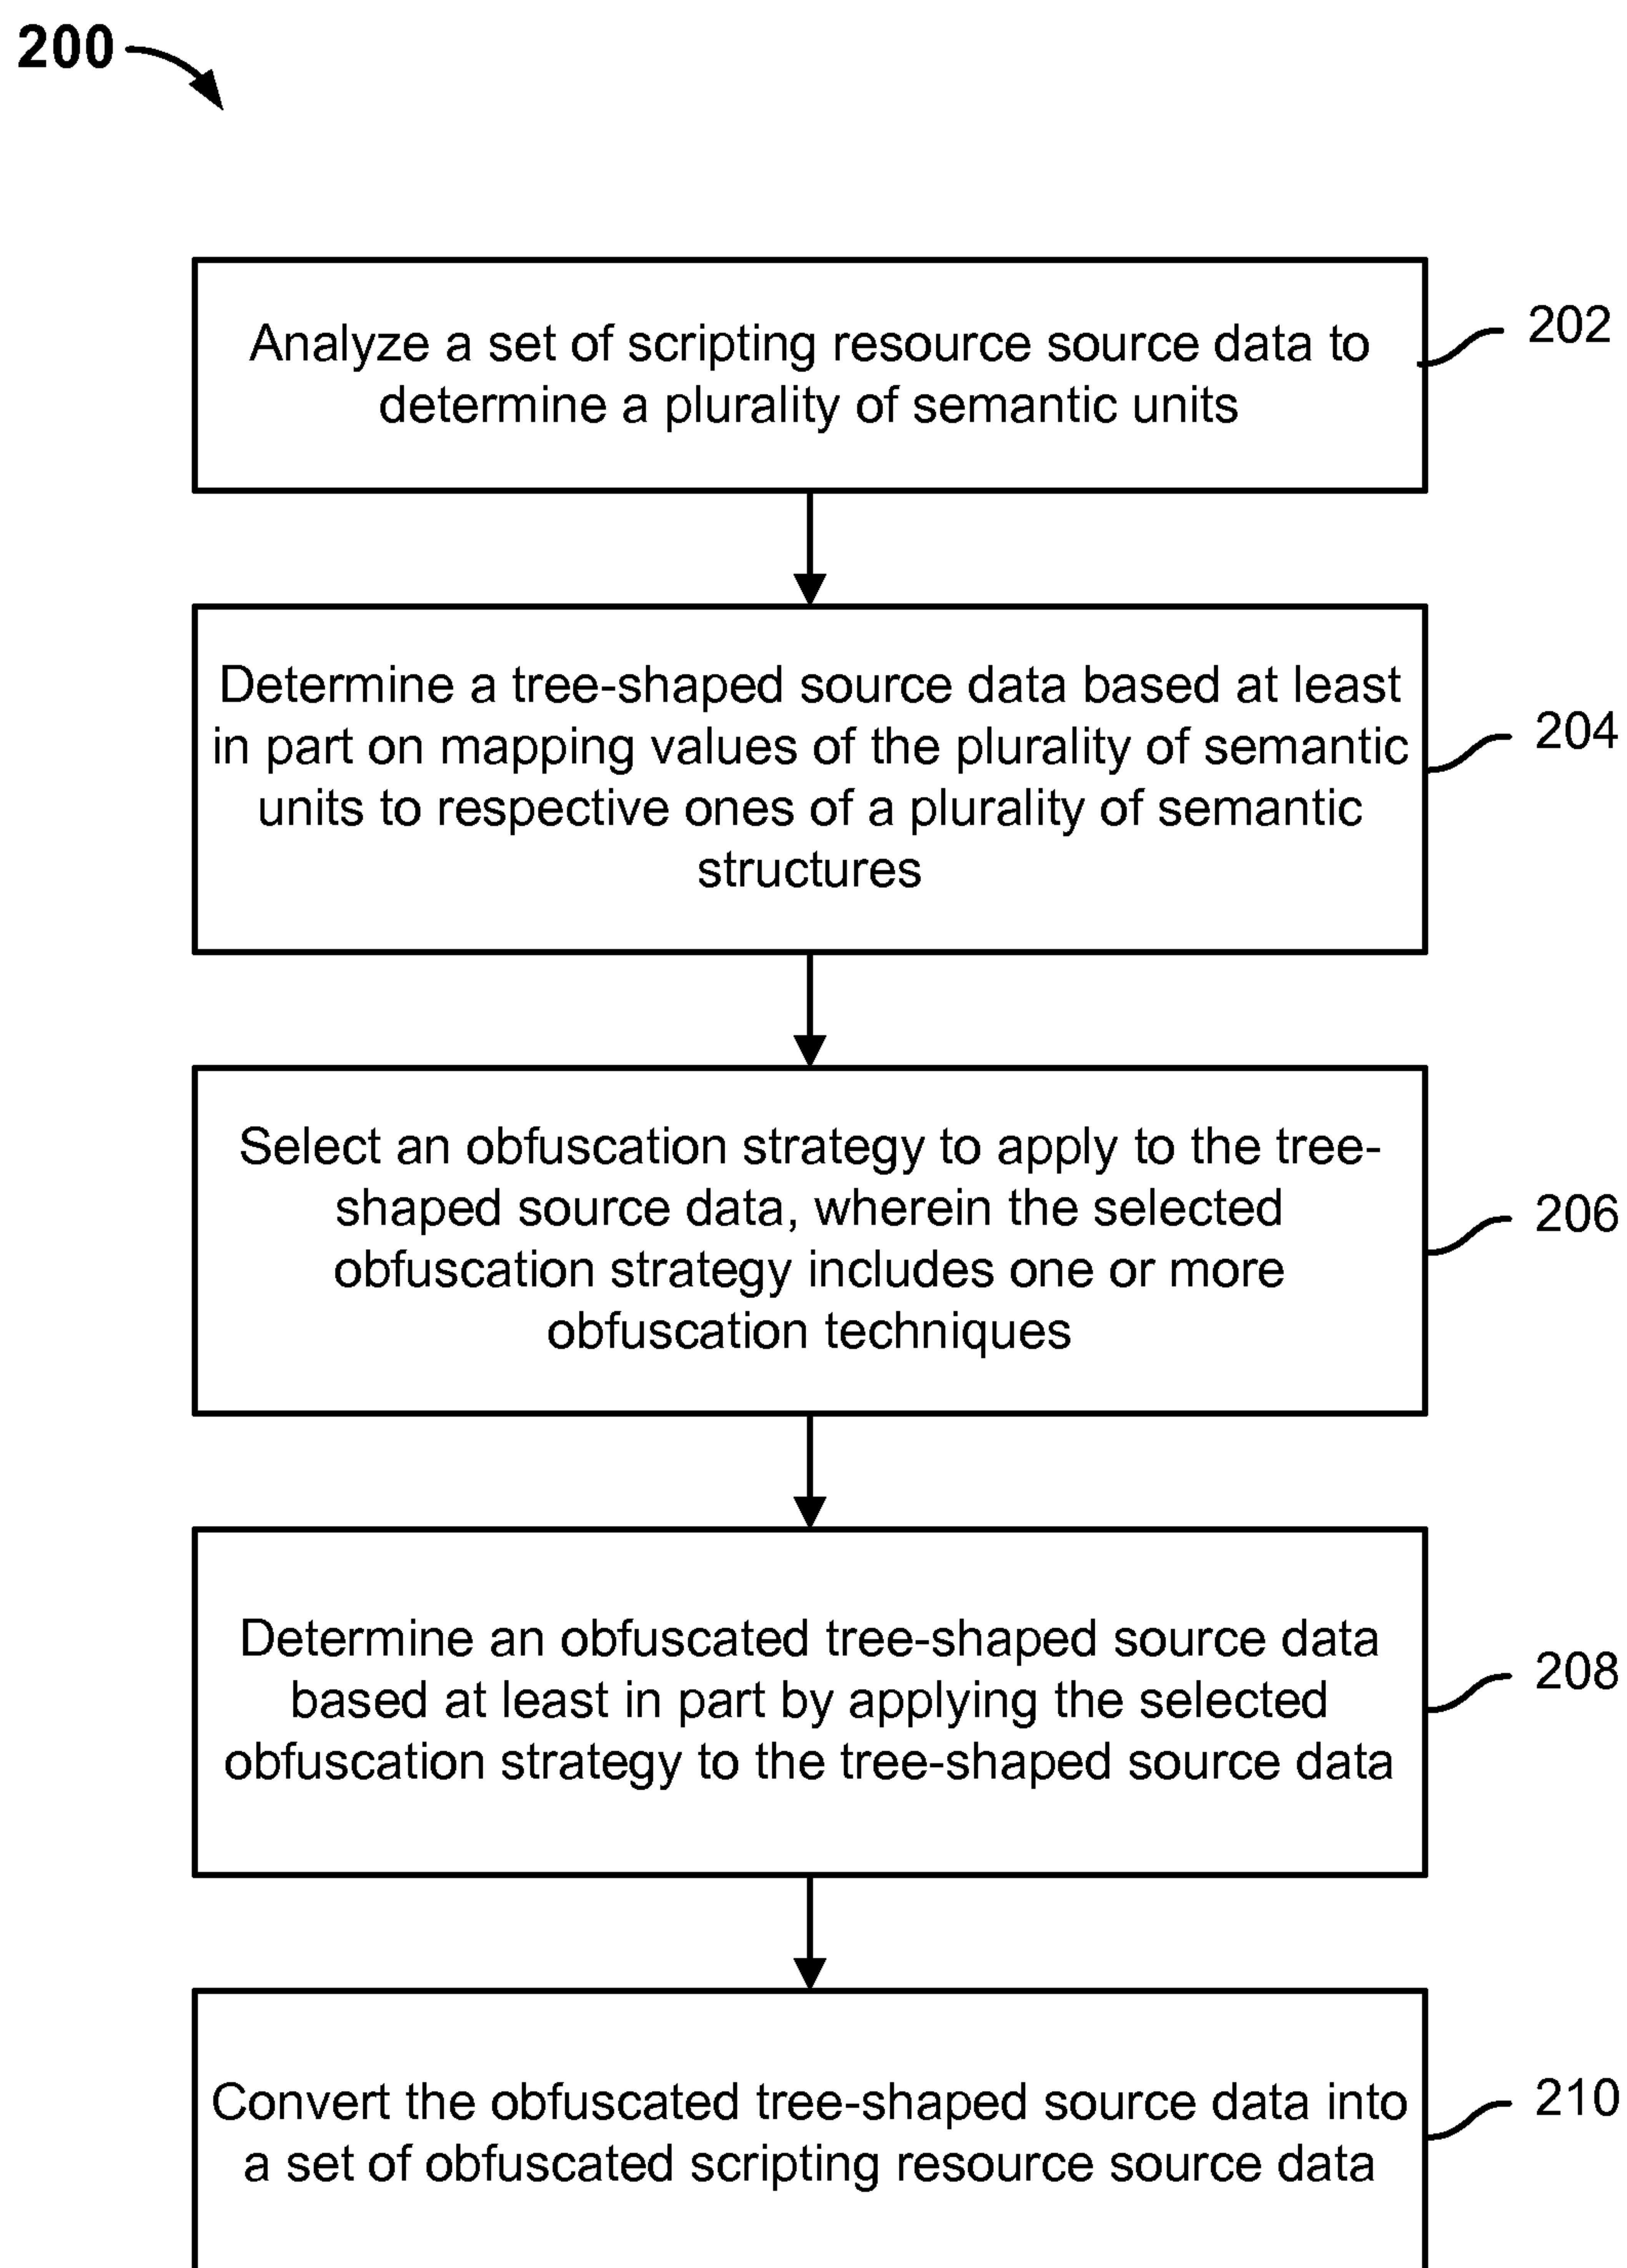 200
Analyze a set of scripting resource source data to
determine a plurality of semantic units
202
Determine a tree-shaped source data based at least
in part on mapping values of the plurality of semantic
units to respective ones of a plurality of semantic
structures
204
Select an obfuscation strategy to apply to the tree-
shaped source data, wherein the selected
obfuscation strategy includes one or more
obfuscation techniques
206
Determine an obfuscated tree-shaped source data
based at least in part by applying the selected
obfuscation strategy to the tree-shaped source data
208
Convert the obfuscated tree-shaped source data into
a set of obfuscated scripting resource source data
210